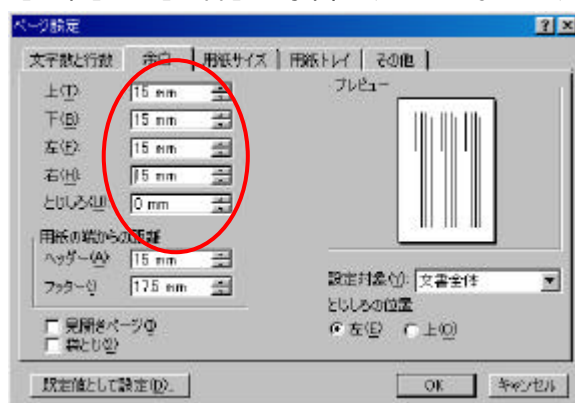 ページ設定
文字数と行数 余白 用紙サイズ 用紙トレイ その他
上(T): 15 mm
下(B): 15 mm
左(F): 15 mm
右(H): 15 mm
とじしろ(U): 0 mm
用紙の端からの距離
ヘッダー(A): 15 mm
フッター(): 17.5 mm
見開きページ(I)
袋とじ(2)
プレビュー
設定対象(Y): 文書全体
とじしろの位置
左(E) 上(O)
既定値として設定(D)... OK キャンセル